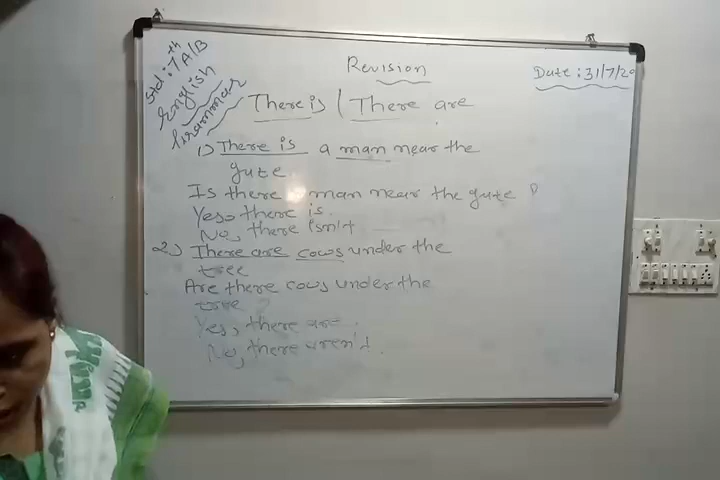 Std : 7th A/B
English
Grammar
Revision
Date : 31/7/20
There is / There are
1) There is a man near the
gate.
Is there a man near the gate ?
Yes, there is.
No, there isn't
2) There are cows under the
tree
Are there cows under the
tree ?
Yes, there are.
No, there aren't.